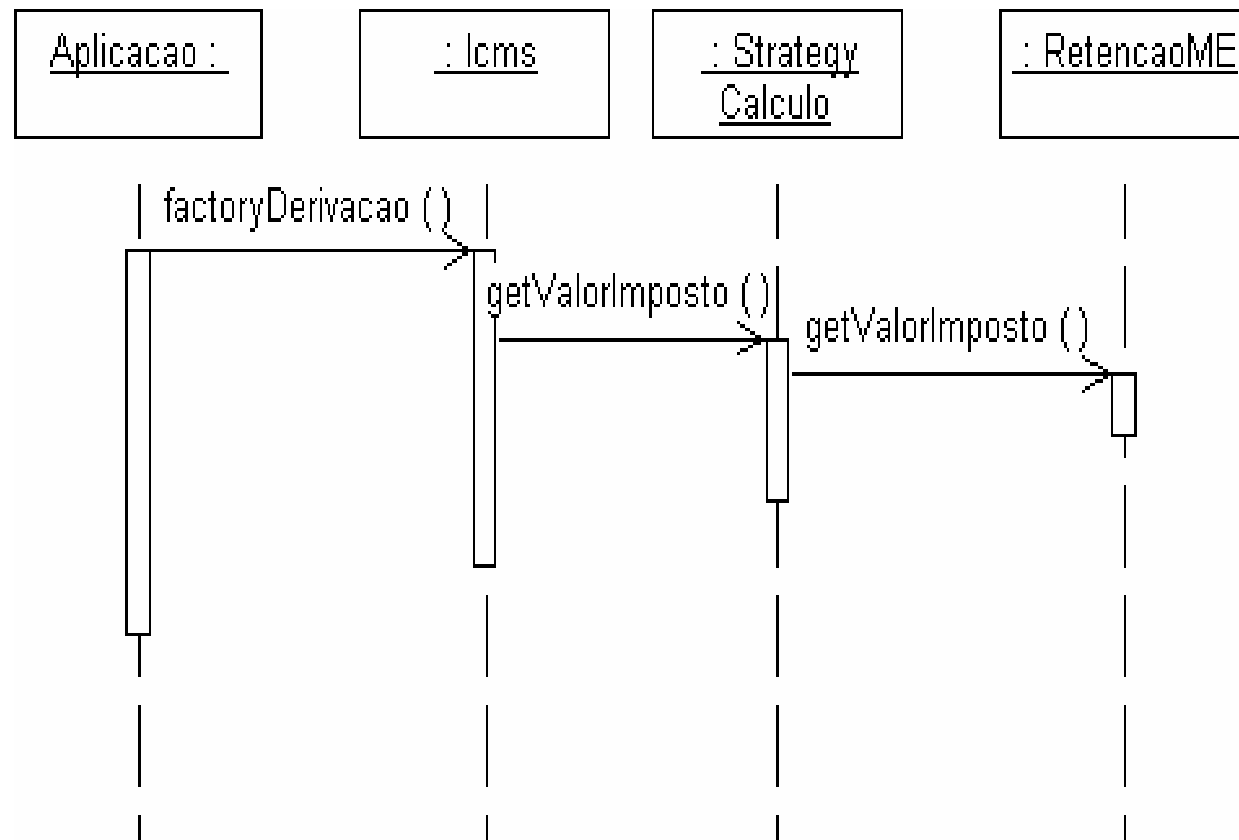 Aplicacao :
: Icms
: Strategy
Calculo
: RetencaoME
factoryDerivacao ( )
getValorImposto ( )
getValorImposto ( )